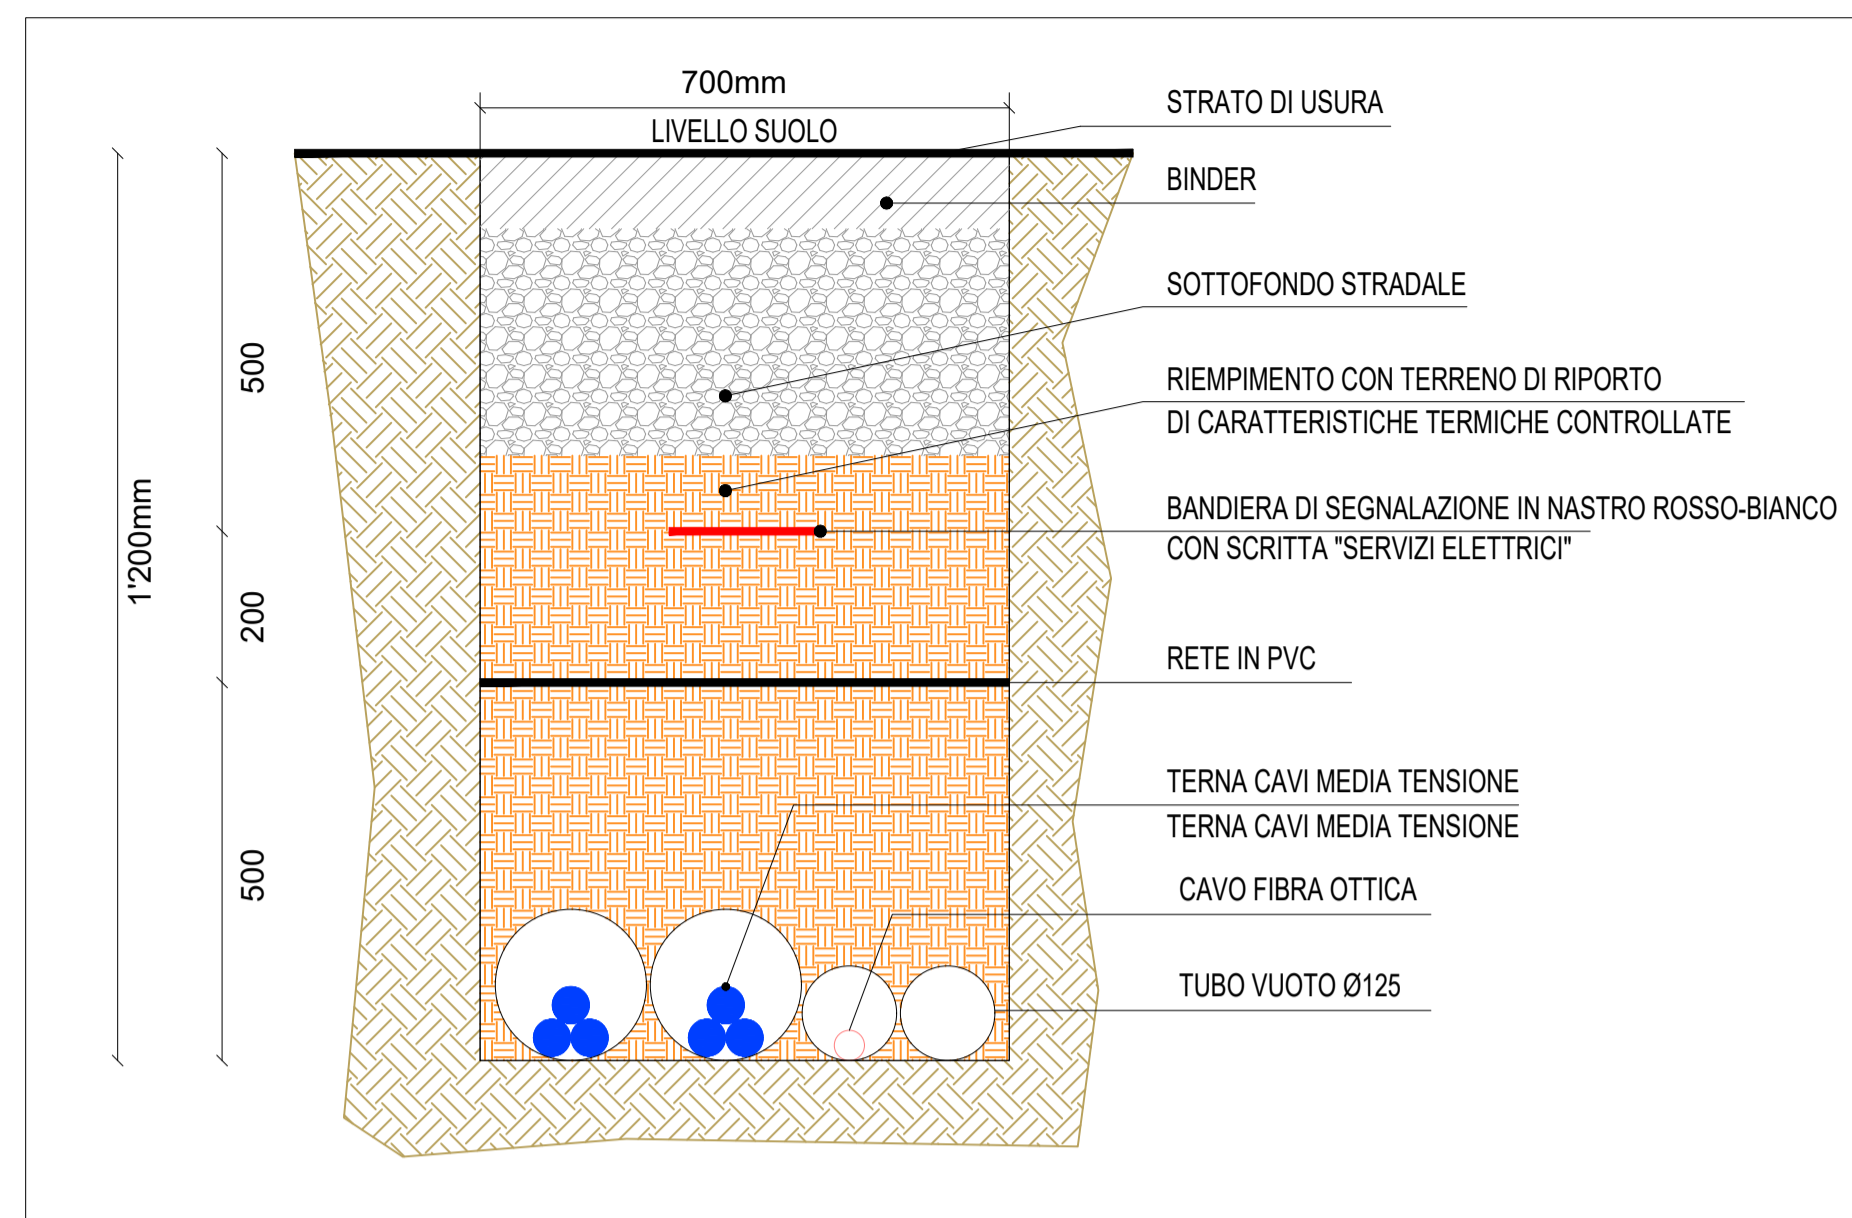 700mm
LIVELLO SUOLO
STRATO DI USURA
BINDER
SOTTOFONDO STRADALE
RIEMPIMENTO CON TERRENO DI RIPORTO
DI CARATTERISTICHE TERMICHE CONTROLLATE
BANDIERA DI SEGNALAZIONE IN NASTRO ROSSO-BIANCO
CON SCRITTA "SERVIZI ELETTRICI"
RETE IN PVC
TERNA CAVI MEDIA TENSIONE
TERNA CAVI MEDIA TENSIONE
CAVO FIBRA OTTICA
TUBO VUOTO Ø125
1'200mm
500
200
500